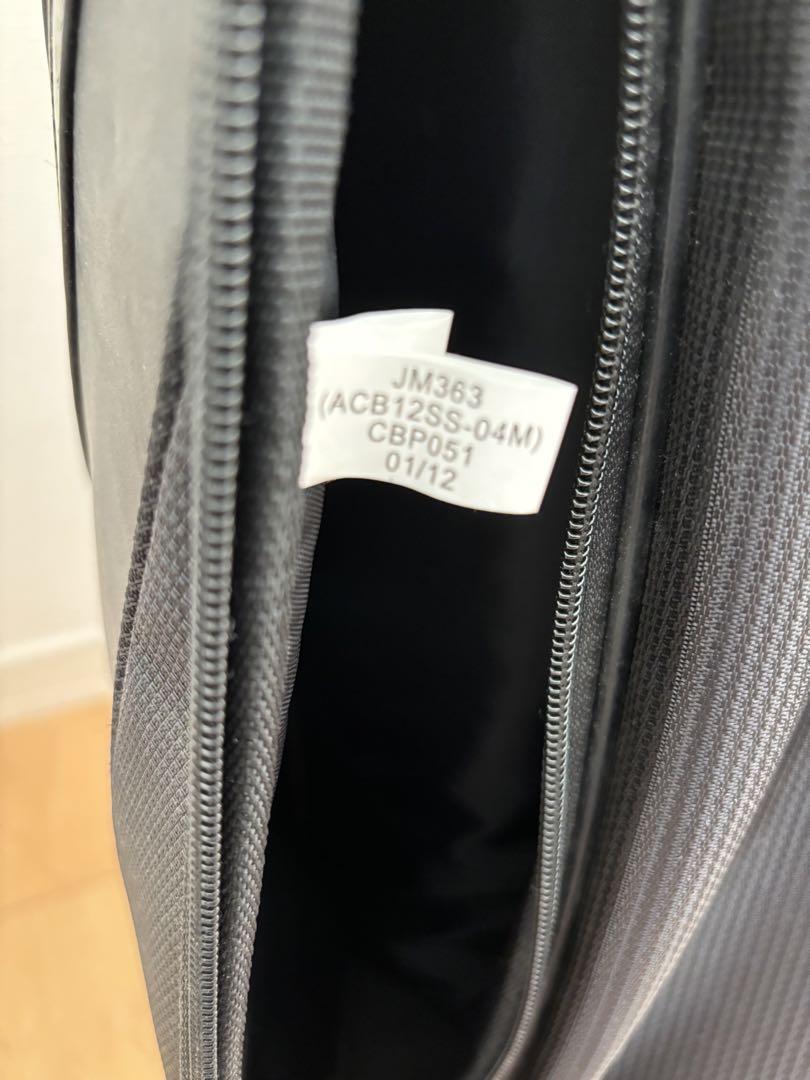 JM363
(ACB12SS-04M)
CBP051
01/12